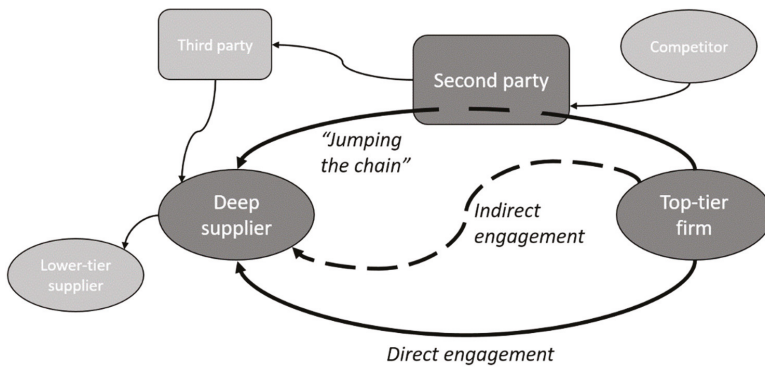 Third party
Competitor
Second party
“Jumping
the chain”
Deep
supplier
Indirect
engagement
Top-tier
firm
Lower-tier
supplier
Direct engagement